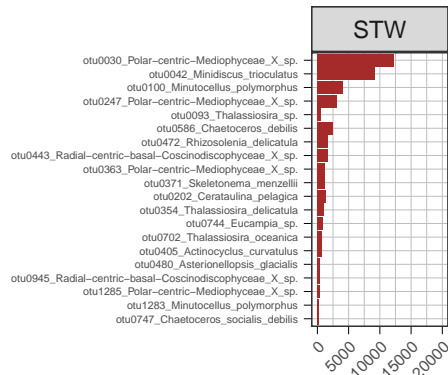 STW
otu0030_Polar−centric−Mediophyceae_X_sp.
otu0042_Minidiscus_trioculatus
otu0100_Minutocellus_polymorphus
otu0247_Polar−centric−Mediophyceae_X_sp.
otu0093_Thalassiosira_sp.
otu0586_Chaetoceros_debilis
otu0472_Rhizosolenia_delicatula
otu0443_Radial−centric−basal−Coscinodiscophyceae_X_sp.
otu0363_Polar−centric−Mediophyceae_X_sp.
otu0371_Skeletonema_menzellii
otu0202_Cerataulina_pelagica
otu0354_Thalassiosira_delicatula
otu0744_Eucampia_sp.
otu0702_Thalassiosira_oceanica
otu0405_Actinocyclus_curvatulus
otu0480_Asterionellopsis_glacialis
otu0945_Radial−centric−basal−Coscinodiscophyceae_X_sp.
otu1285_Polar−centric−Mediophyceae_X_sp.
otu1283_Minutocellus_polymorphus
otu0747_Chaetoceros_socialis_debilis
0 5000 10000 15000 20000